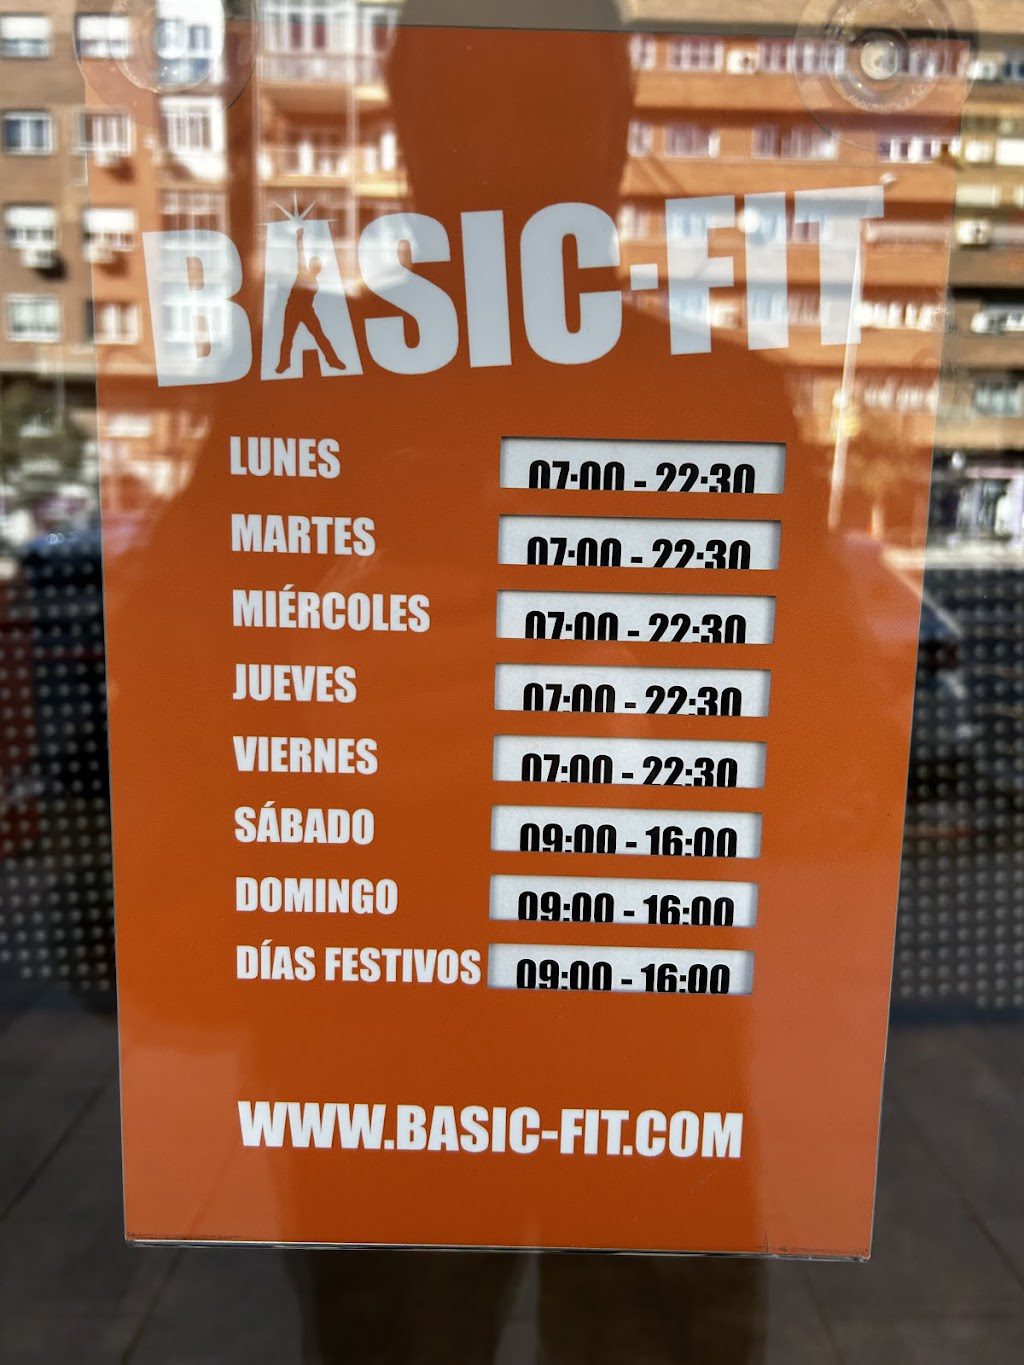 BASIC-FIT
LUNES 07:00 - 22:30
MARTES 07:00 - 22:30
MIÉRCOLES 07:00 - 22:30
JUEVES 07:00 - 22:30
VIERNES 07:00 - 22:30
SÁBADO 09:00 - 16:00
DOMINGO 09:00 - 16:00
DÍAS FESTIVOS 09:00 - 16:00
WWW.BASIC-FIT.COM